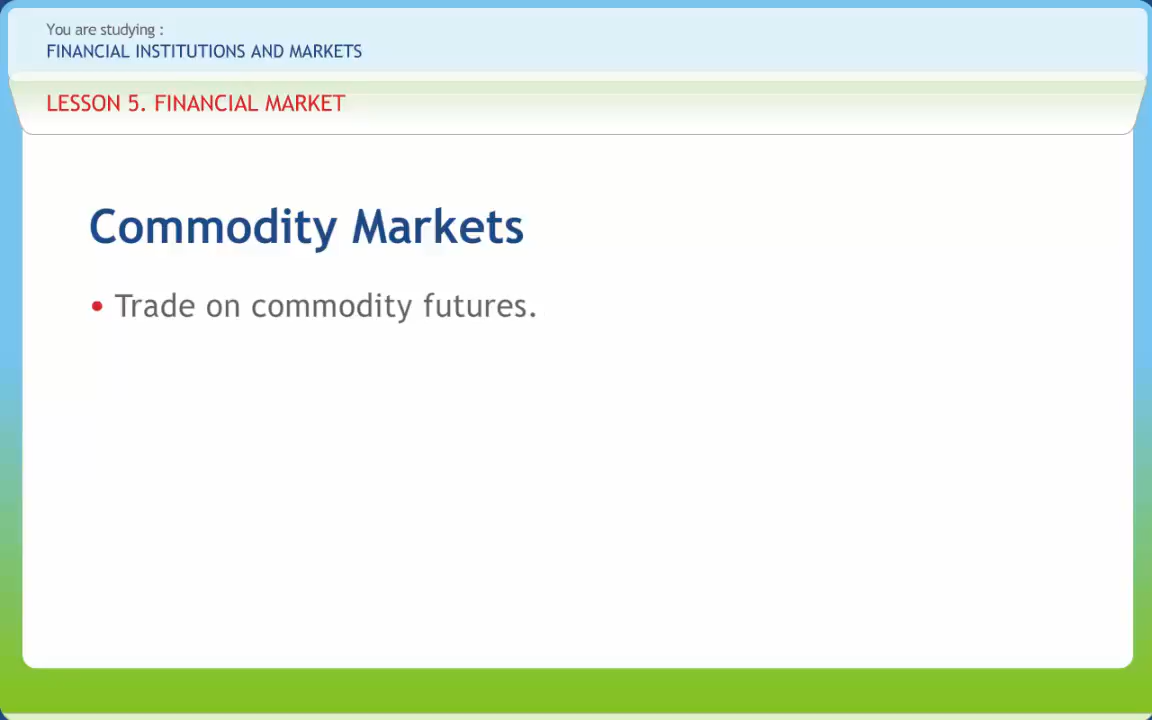 You are studying :
FINANCIAL INSTITUTIONS AND MARKETS
LESSON 5. FINANCIAL MARKET
Commodity Markets
• Trade on commodity futures.